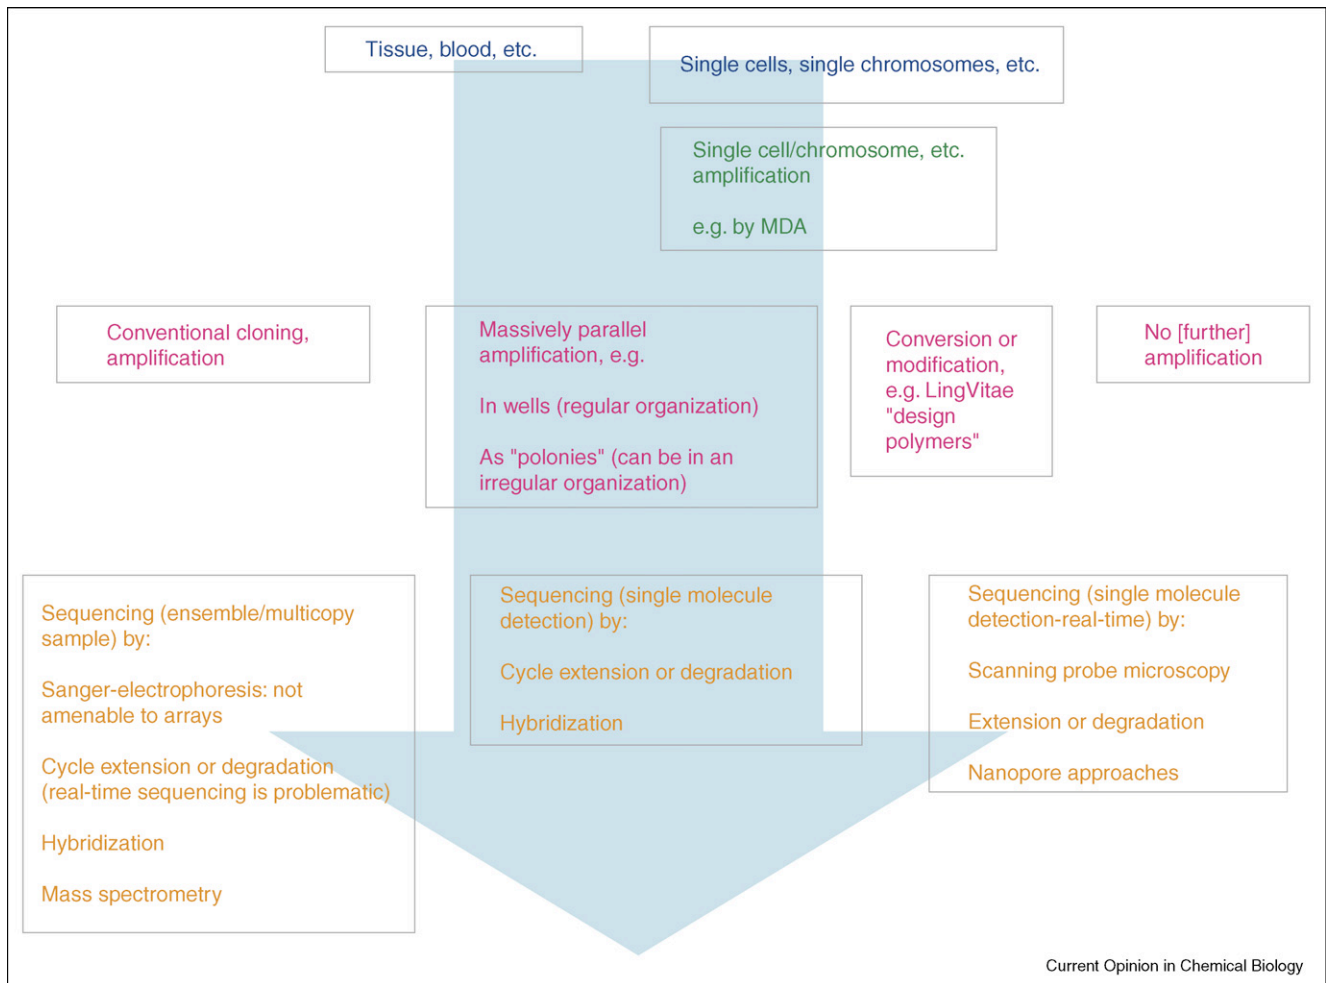 Tissue, blood, etc.
Single cells, single chromosomes, etc.
Single cell/chromosome, etc.
amplification
e.g. by MDA
Conventional cloning,
amplification
Massively parallel
amplification, e.g.
In wells (regular organization)
As "polonies" (can be in an
irregular organization)
Conversion or
modification,
e.g. LingVitae
"design
polymers"
No [further]
amplification
Sequencing (ensemble/multicopy
sample) by:
Sanger-electrophoresis: not
amenable to arrays
Cycle extension or degradation
(real-time sequencing is problematic)
Hybridization
Mass spectrometry
Sequencing (single molecule
detection) by:
Cycle extension or degradation
Hybridization
Sequencing (single molecule
detection-real-time) by:
Scanning probe microscopy
Extension or degradation
Nanopore approaches
Current Opinion in Chemical Biology